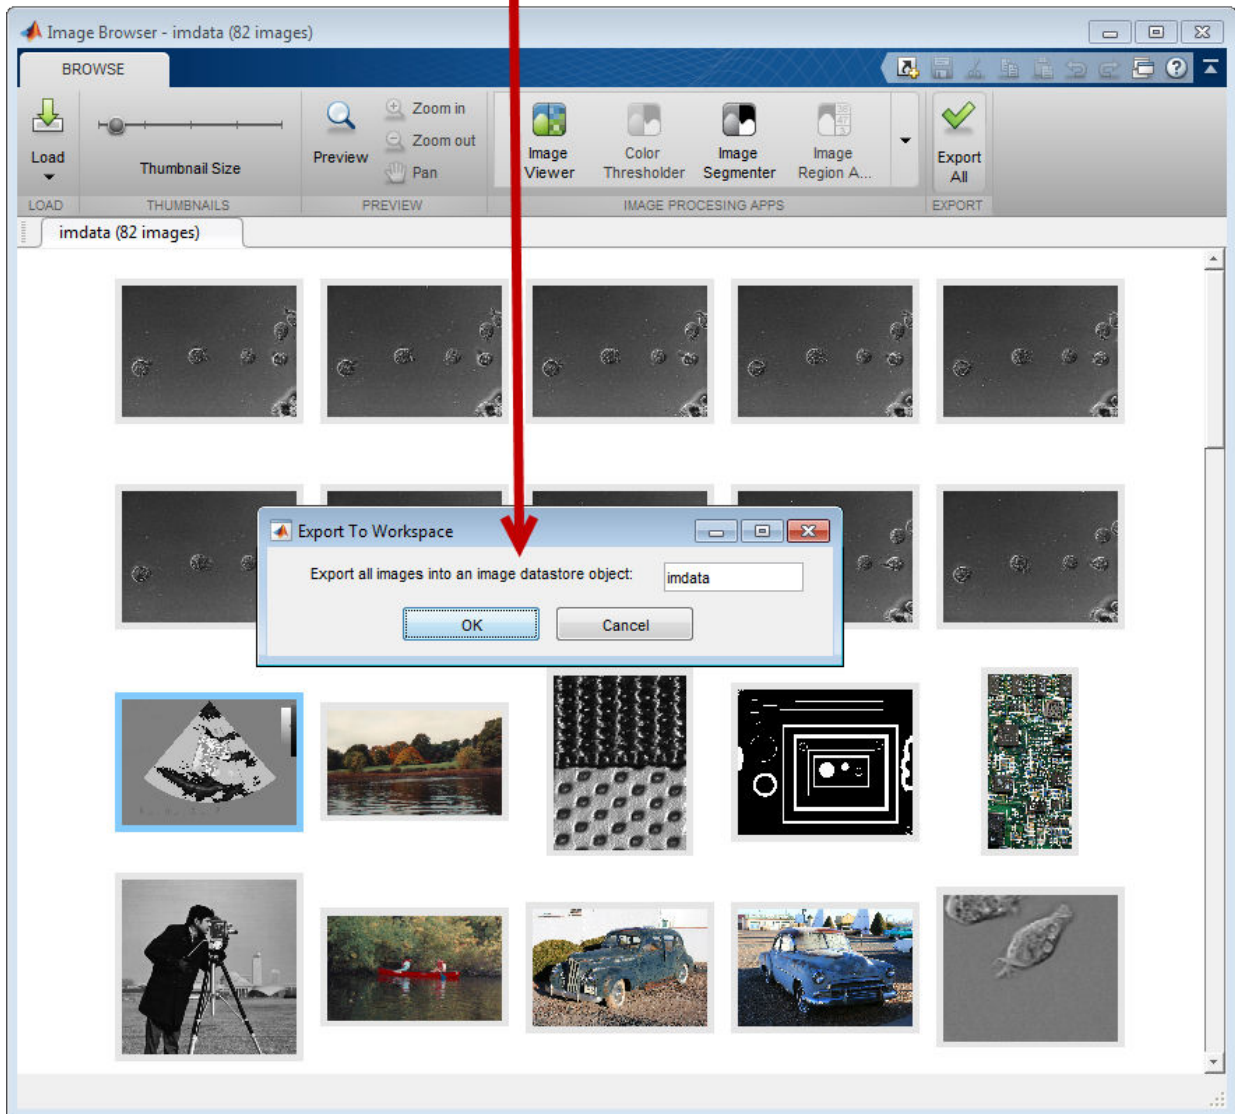 Image Browser - imdata (82 images)
BROWSE
Load
Thumbnail Size
Preview
Zoom in
Zoom out
Pan
Image
Viewer
Color
Thresholder
Image
Segmenter
Image
Region A...
Export
All
LOAD
THUMBNAILS
PREVIEW
IMAGE PROCESING APPS
EXPORT
imdata (82 images)
Export To Workspace
Export all images into an image datastore object:
imdata
OK
Cancel